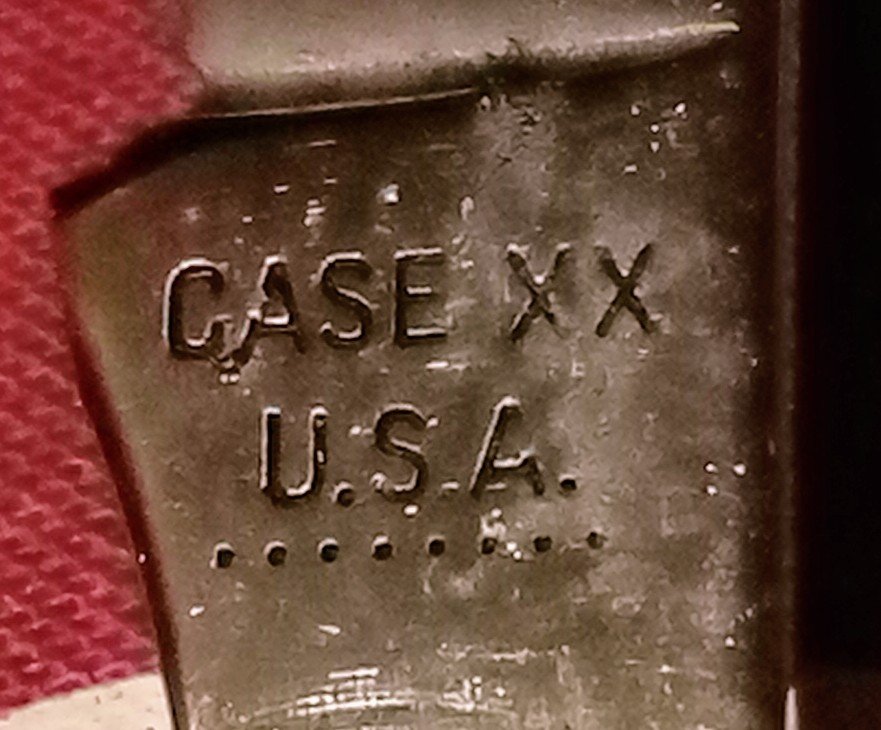 CASE XX
U.S.A.
........